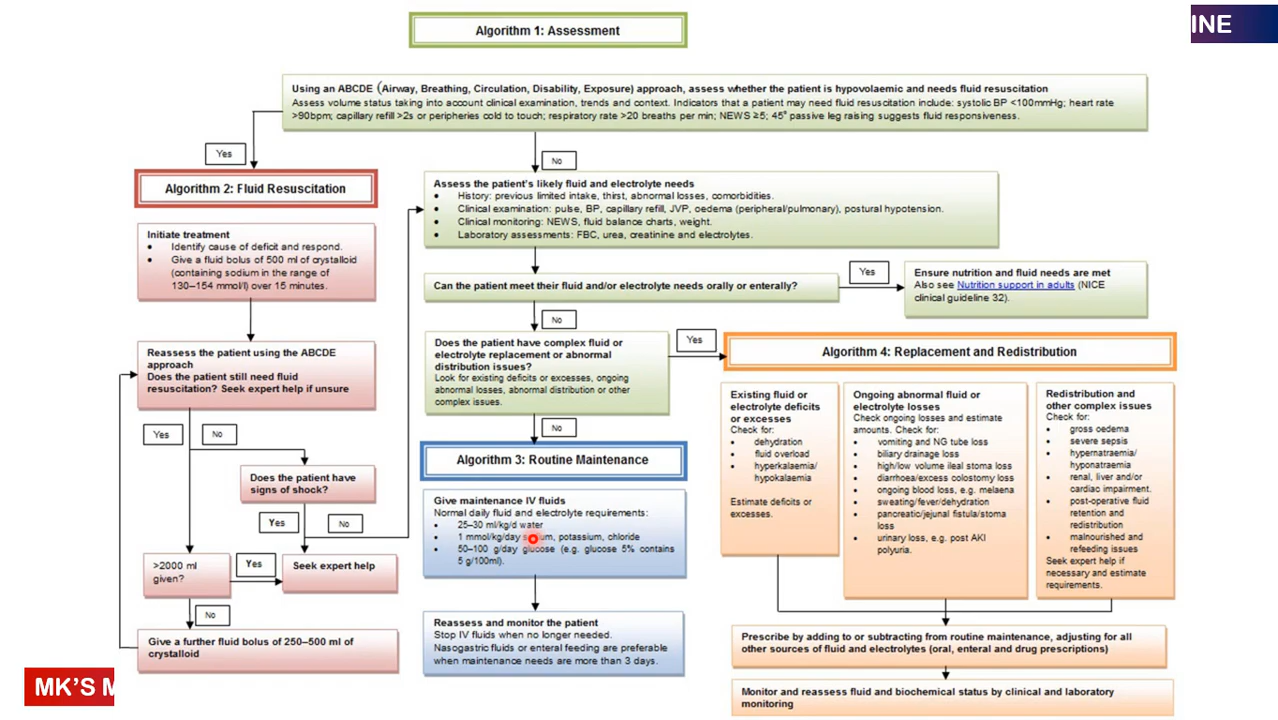 INE
Algorithm 1: Assessment
Using an ABCDE (Airway, Breathing, Circulation, Disability, Exposure) approach, assess whether the patient is hypovolaemic and needs fluid resuscitation
Assess volume status taking into account clinical examination, trends and context. Indicators that a patient may need fluid resuscitation include: systolic BP <100mmHg; heart rate
>90bpm; capillary refill >2s or peripheries cold to touch; respiratory rate >20 breaths per min; NEWS ≥5; 45° passive leg raising suggests fluid responsiveness.
Yes
No
Algorithm 2: Fluid Resuscitation
Initiate treatment
• Identify cause of deficit and respond.
• Give a fluid bolus of 500 ml of crystalloid
(containing sodium in the range of
130–154 mmol/l) over 15 minutes.
Reassess the patient using the ABCDE
approach
Does the patient still need fluid
resuscitation? Seek expert help if unsure
Yes
No
Does the patient have
signs of shock?
Yes
No
>2000 ml
given?
Yes
Seek expert help
No
Give a further fluid bolus of 250–500 ml of
crystalloid
Assess the patient's likely fluid and electrolyte needs
• History: previous limited intake, thirst, abnormal losses, comorbidities.
• Clinical examination: pulse, BP, capillary refill, JVP, oedema (peripheral/pulmonary), postural hypotension.
• Clinical monitoring: NEWS, fluid balance charts, weight.
• Laboratory assessments: FBC, urea, creatinine and electrolytes.
Can the patient meet their fluid and/or electrolyte needs orally or enterally?
Yes
Ensure nutrition and fluid needs are met
Also see Nutrition support in adults (NICE
clinical guideline 32).
No
Does the patient have complex fluid or
electrolyte replacement or abnormal
distribution issues?
Look for existing deficits or excesses, ongoing
abnormal losses, abnormal distribution or other
complex issues.
Yes
No
Algorithm 3: Routine Maintenance
Give maintenance IV fluids
Normal daily fluid and electrolyte requirements:
• 25–30 ml/kg/d water
• 1 mmol/kg/day sodium, potassium, chloride
• 50–100 g/day glucose (e.g. glucose 5% contains
5 g/100ml).
Reassess and monitor the patient
Stop IV fluids when no longer needed.
Nasogastric fluids or enteral feeding are preferable
when maintenance needs are more than 3 days.
Algorithm 4: Replacement and Redistribution
Existing fluid or
electrolyte deficits
or excesses
Check for:
• dehydration
• fluid overload
• hyperkalaemia/
hypokalaemia
Estimate deficits or
excesses.
Ongoing abnormal fluid or
electrolyte losses
Check ongoing losses and estimate
amounts. Check for:
• vomiting and NG tube loss
• biliary drainage loss
• high/low volume ileal stoma loss
• diarrhoea/excess colostomy loss
• ongoing blood loss, e.g. melaena
• sweating/fever/dehydration
• pancreatic/jejunal fistula/stoma
loss
• urinary loss, e.g. post AKI
polyuria.
Redistribution and
other complex issues
Check for:
• gross oedema
• severe sepsis
• hypernatraemia/
hyponatraemia
• renal, liver and/or
cardiac impairment.
• post-operative fluid
retention and
redistribution
• malnourished and
refeeding issues
Seek expert help if
necessary and estimate
requirements.
Prescribe by adding to or subtracting from routine maintenance, adjusting for all
other sources of fluid and electrolytes (oral, enteral and drug prescriptions)
Monitor and reassess fluid and biochemical status by clinical and laboratory
monitoring
MK'S M